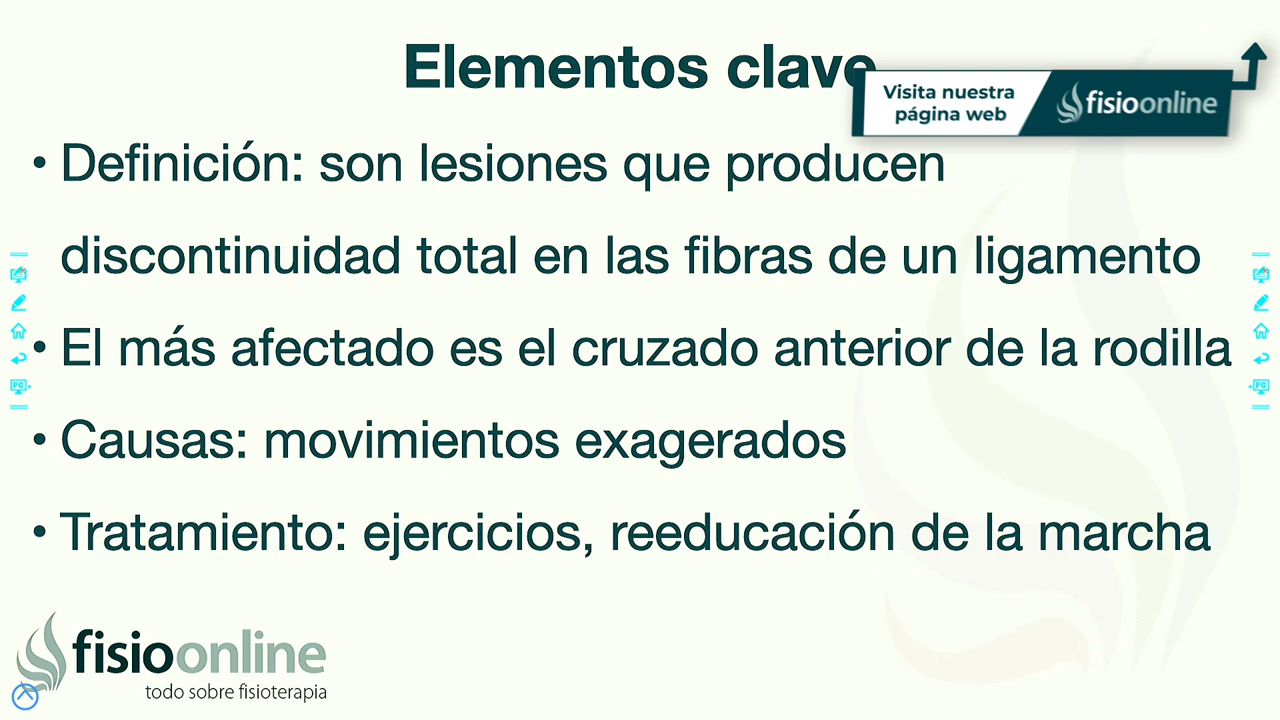 Elementos clave
Visita nuestra
página web
fisioonline
• Definición: son lesiones que producen
discontinuidad total en las fibras de un ligamento
• El más afectado es el cruzado anterior de la rodilla
• Causas: movimientos exagerados
• Tratamiento: ejercicios, reeducación de la marcha
fisioonline
todo sobre fisioterapia